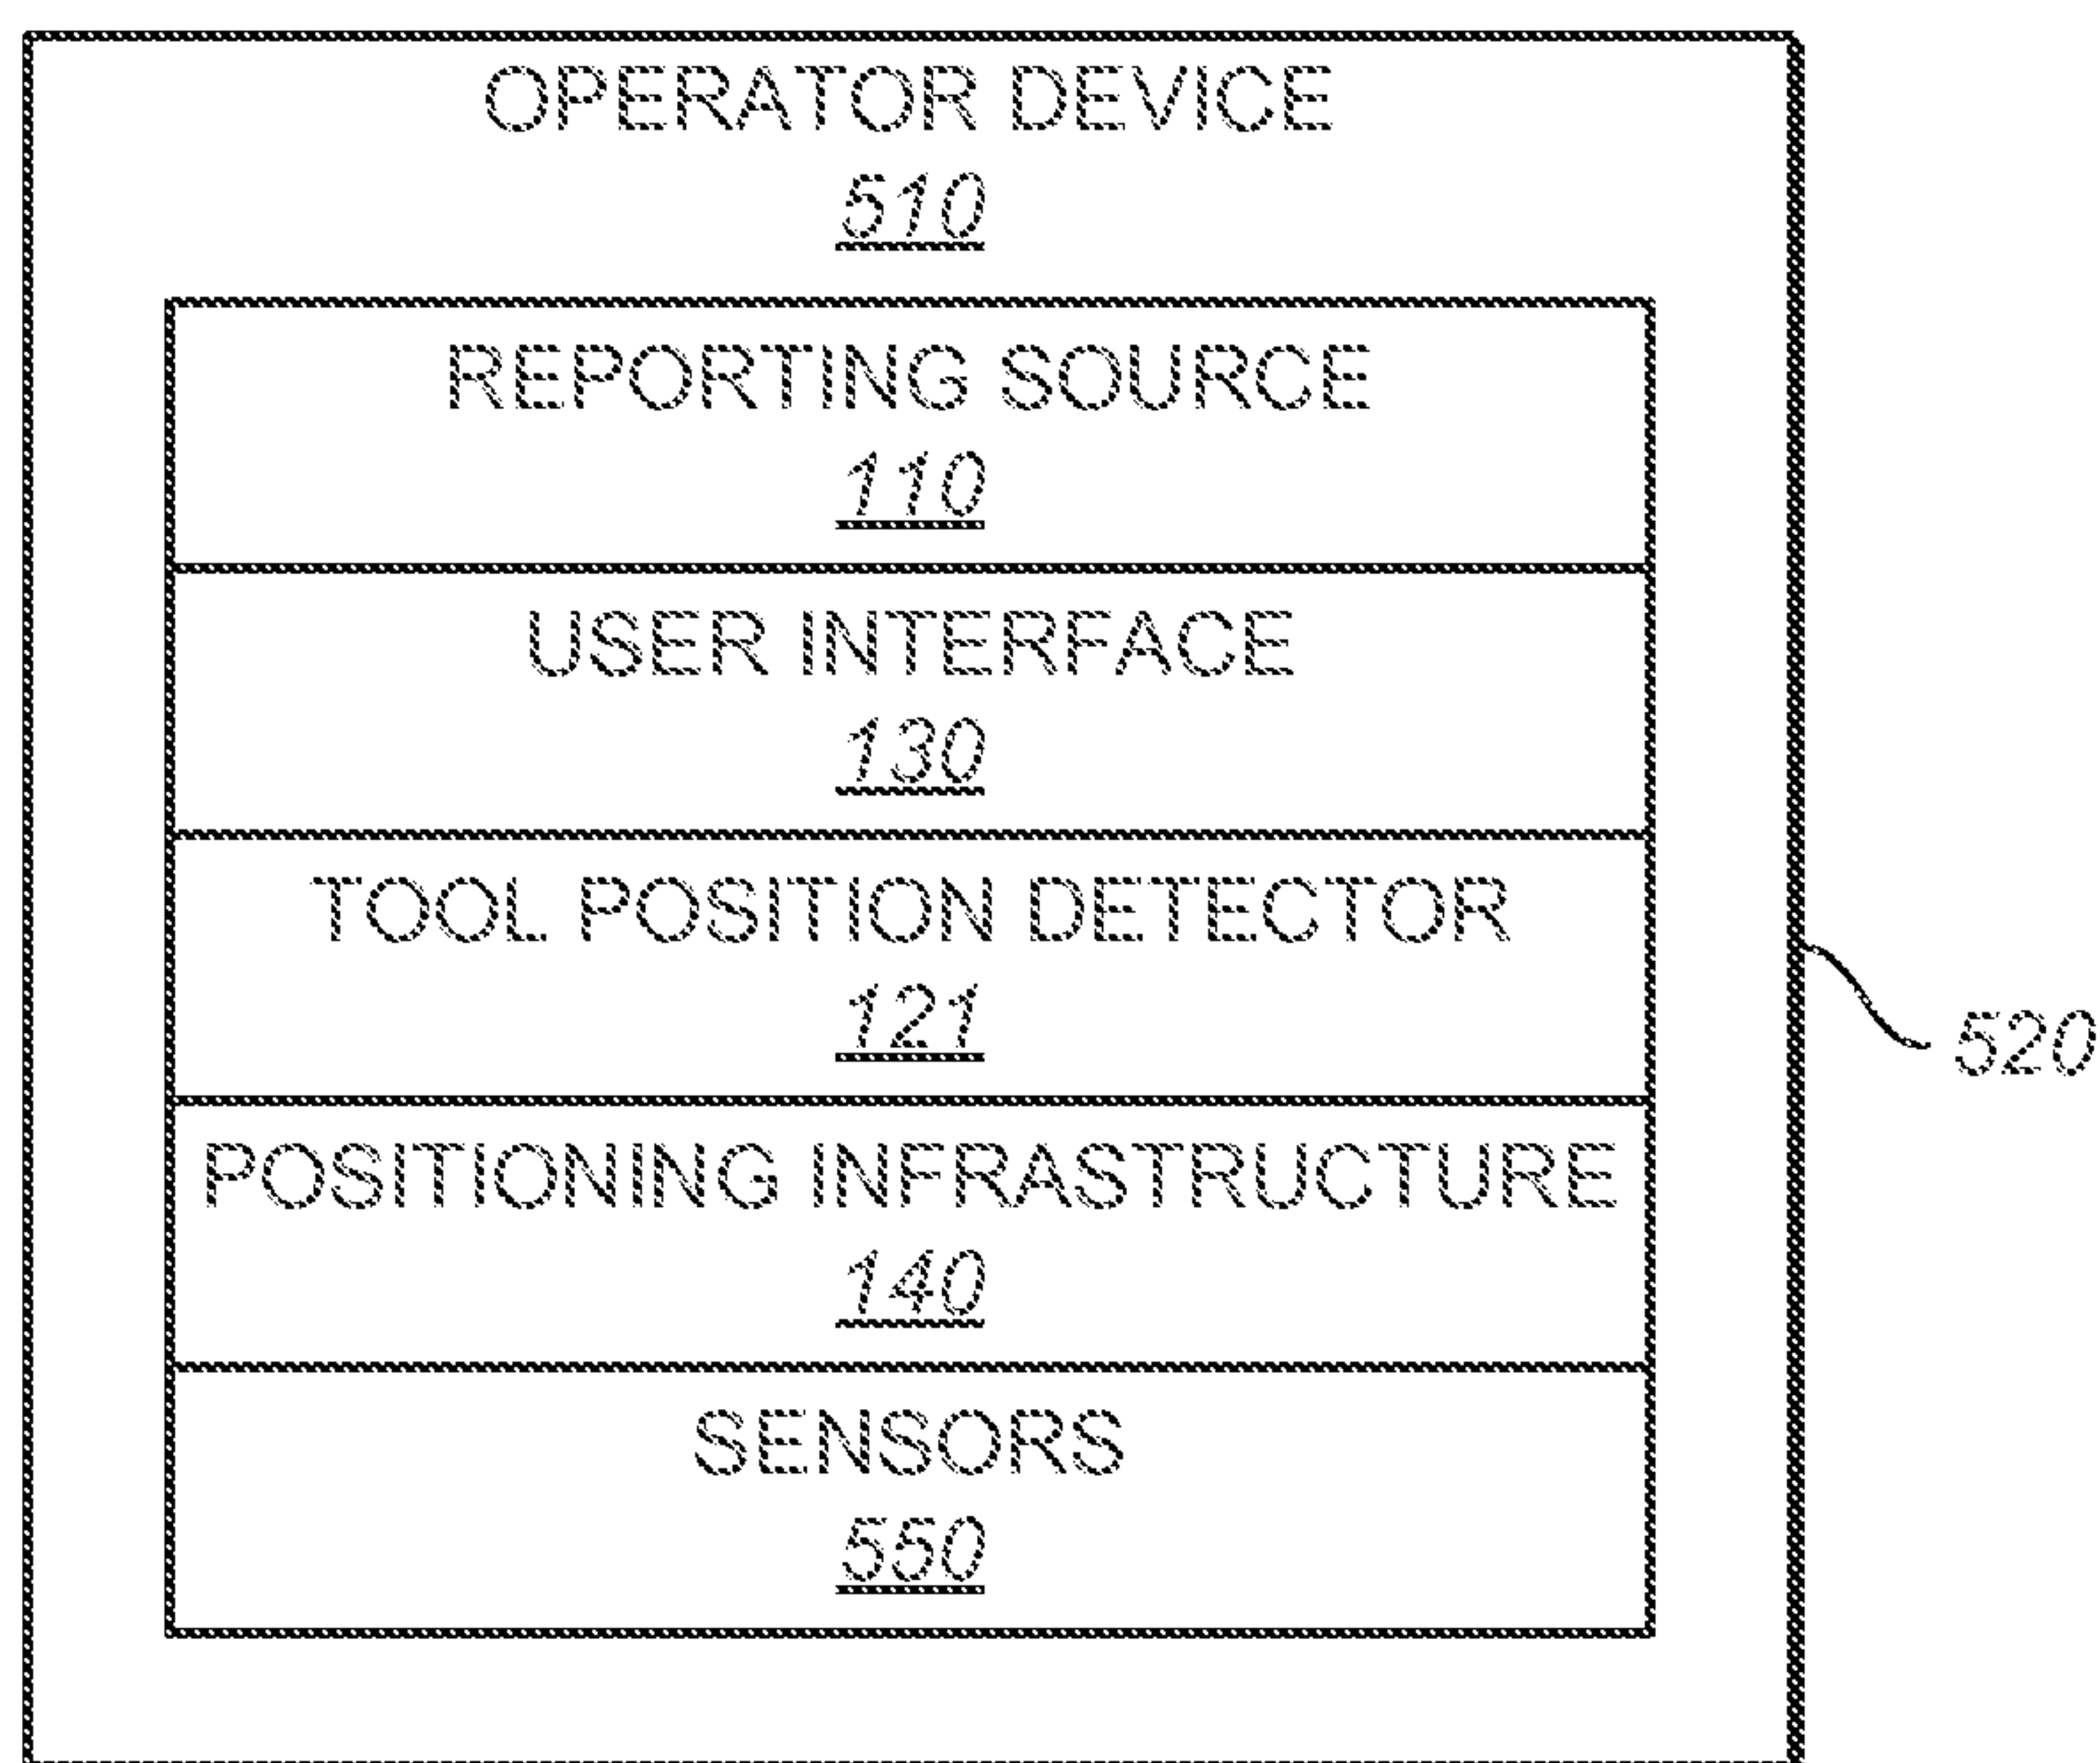 OPERATOR DEVICE
510
REPORTING SOURCE
110
USER INTERFACE
130
TOOL POSITION DETECTOR
121
520
POSITIONING INFRASTRUCTURE
140
SENSORS
550